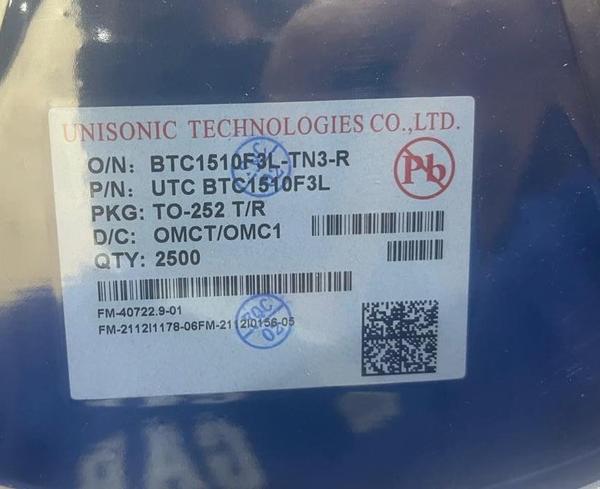 UNISONIC TECHNOLOGIES CO.,LTD.
O/N: BTC1510F3L-TN3-R
P/N: UTC BTC1510F3L
Pb
PKG: TO-252 T/R
D/C: OMCT/OMC1
QTY: 2500
FM-40722.9-01
FM-2112I1178-06FM-2112I0156-05